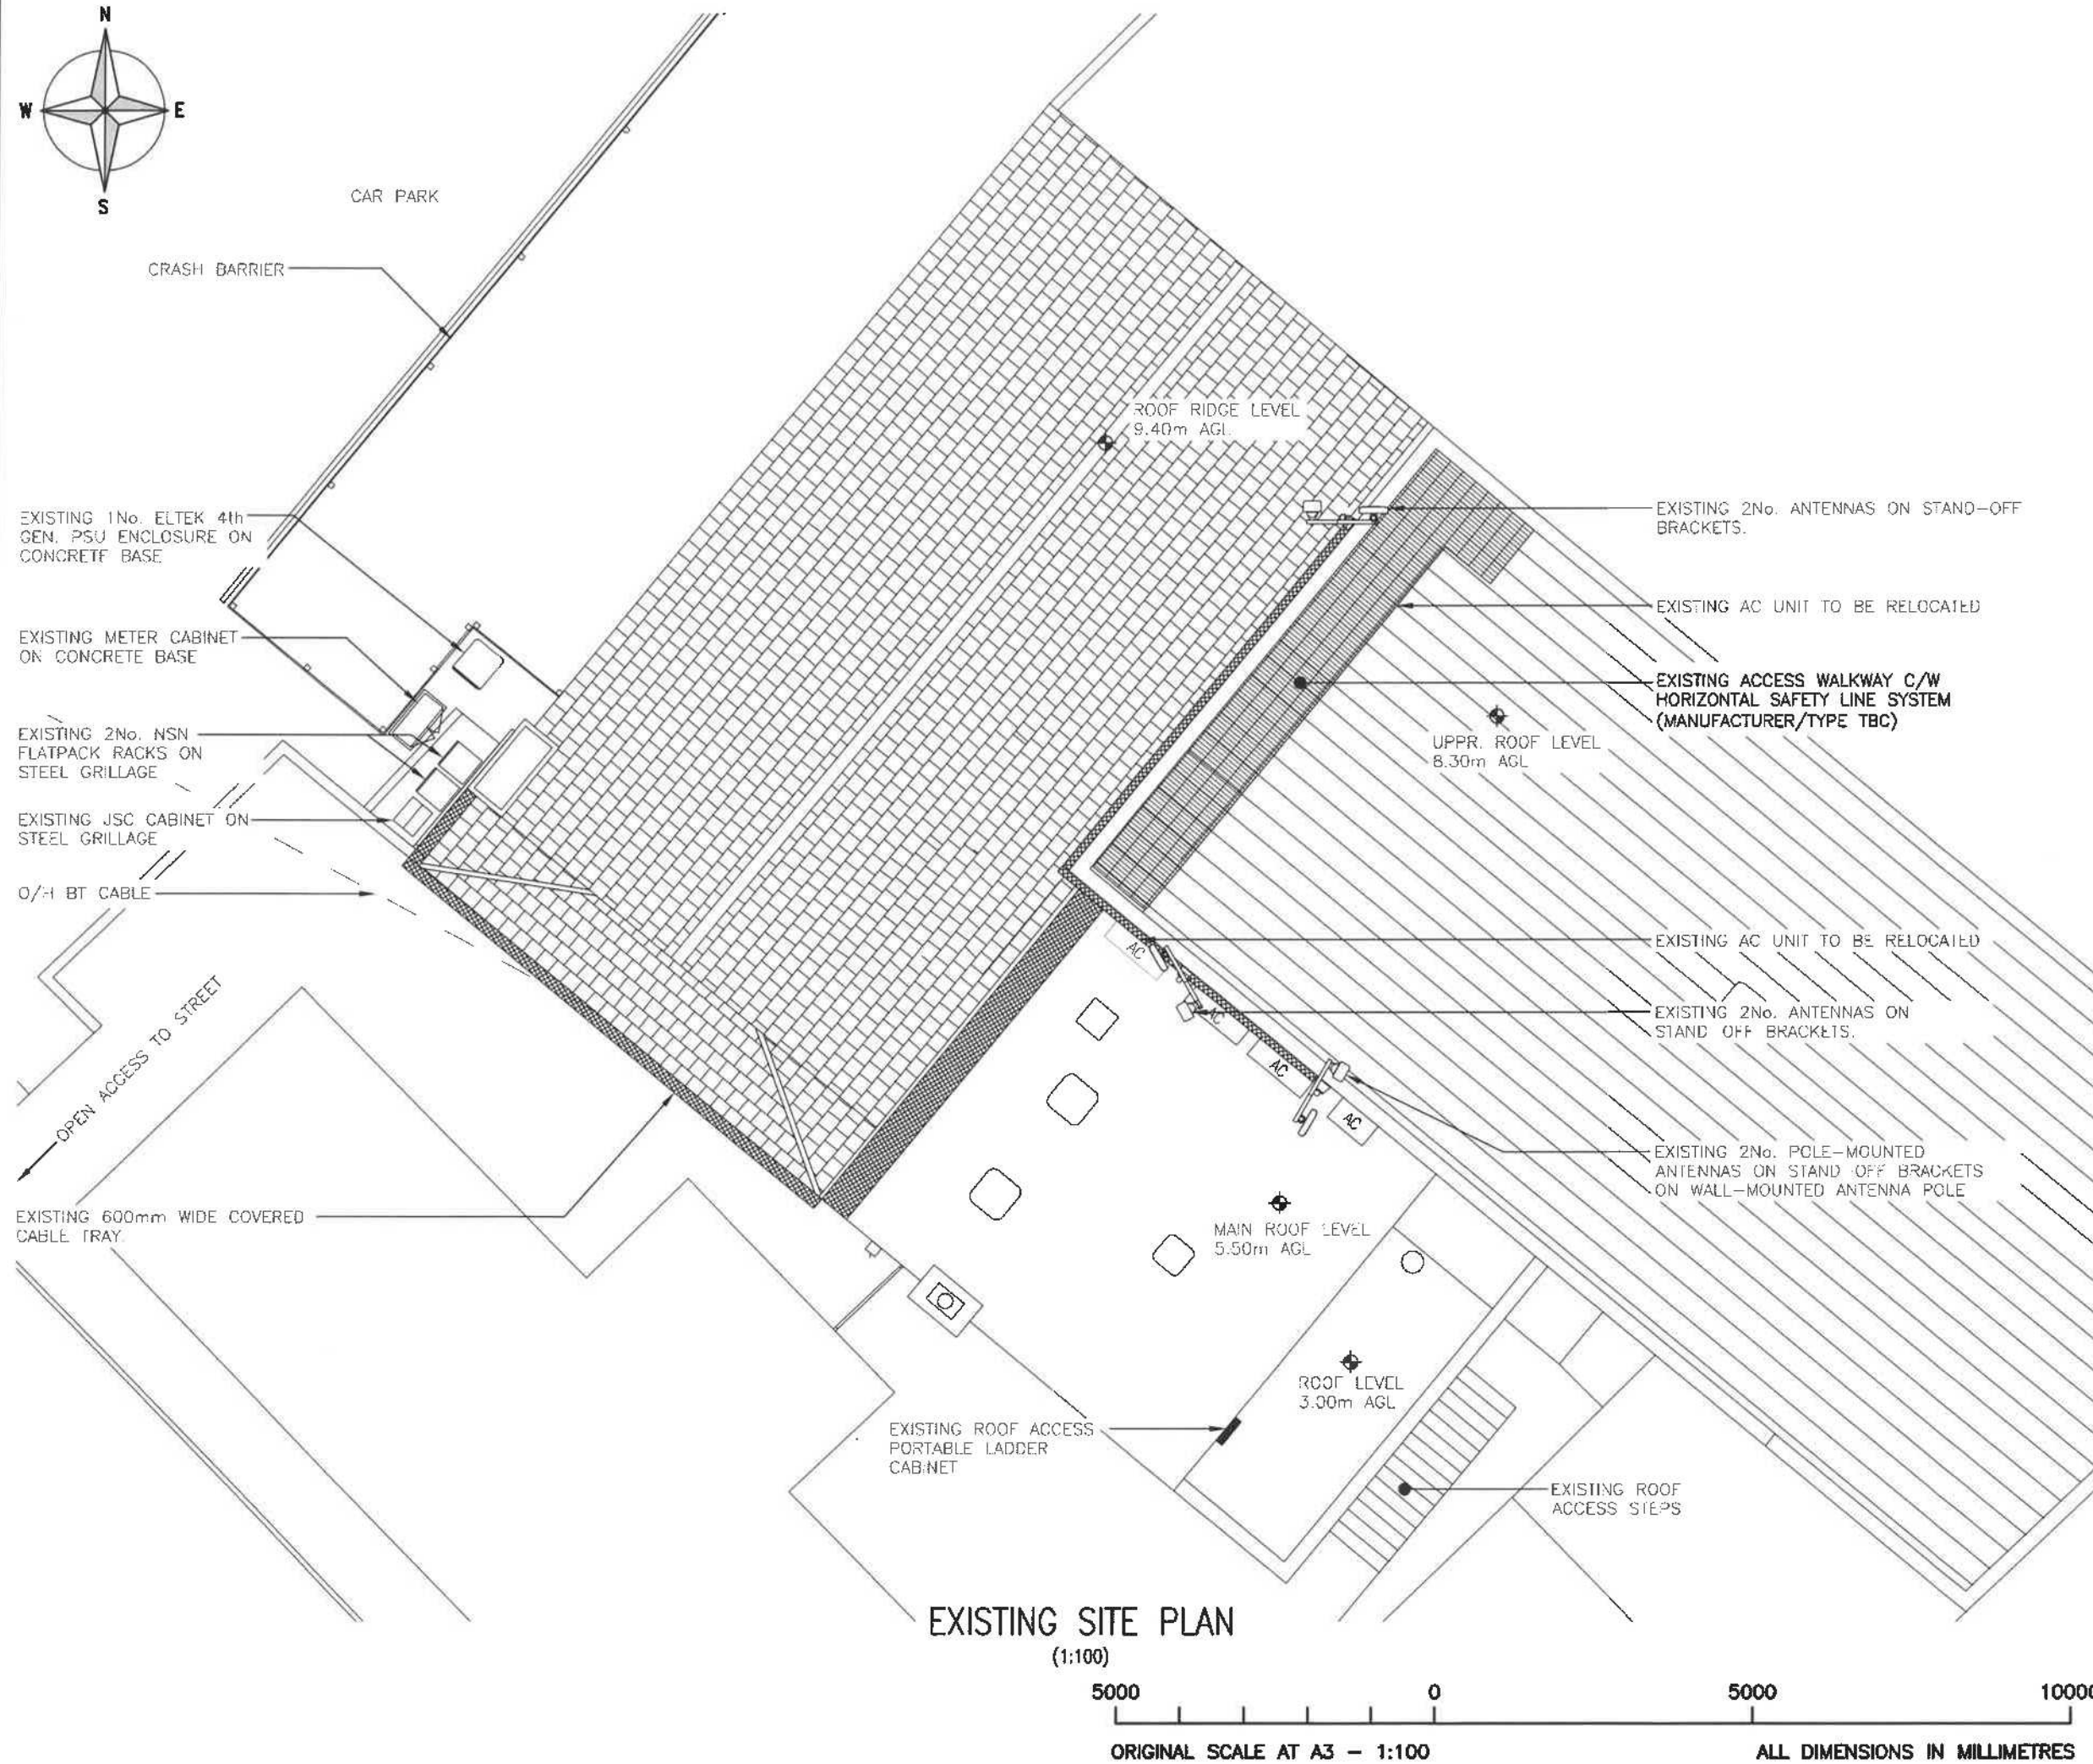 N
W
E
S
CAR PARK
CRASH BARRIER
ROOF RIDGE LEVEL
9.40m AGL
EXISTING 1No. ELTEK 4th
GEN. PSU ENCLOSURE ON
CONCRETE BASE
EXISTING METER CABINET
ON CONCRETE BASE
EXISTING 2No. NSN
FLATPACK RACKS ON
STEEL GRILLAGE
EXISTING JSC CABINET ON
STEEL GRILLAGE
O/H BT CABLE
OPEN ACCESS TO STREET
EXISTING 600mm WIDE COVERED
CABLE TRAY.
EXISTING 2No. ANTENNAS ON STAND-OFF
BRACKETS.
EXISTING AC UNIT TO BE RELOCATED
EXISTING ACCESS WALKWAY C/W
HORIZONTAL SAFETY LINE SYSTEM
(MANUFACTURER/TYPE TBC)
UPPR. ROOF LEVEL
8.30m AGL
EXISTING AC UNIT TO BE RELOCATED
AC
AC
AC
AC
EXISTING 2No. ANTENNAS ON
STAND OFF BRACKETS.
EXISTING 2No. POLE-MOUNTED
ANTENNAS ON STAND OFF BRACKETS
ON WALL-MOUNTED ANTENNA POLE
MAIN ROOF LEVEL
5.50m AGL
ROOF LEVEL
3.00m AGL
EXISTING ROOF ACCESS
PORTABLE LADDER
CABINET
EXISTING ROOF
ACCESS STEPS
EXISTING SITE PLAN
(1:100)
5000 0 5000 10000
ORIGINAL SCALE AT A3 - 1:100
ALL DIMENSIONS IN MILLIMETRES